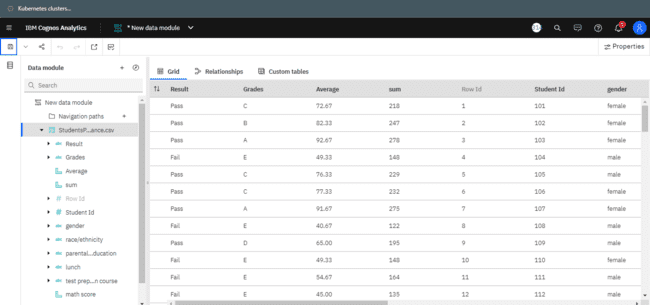 Kubernetes clusters...
IBM Cognos Analytics
* New data module
1
Properties
Data module
Search
New data module
Navigation paths
StudentsP...ance.csv
Result
Grades
Average
sum
Row Id
Student Id
gender
race/ethnicity
parental...ducation
lunch
test prep...n course
math score
Grid Relationships Custom tables
Result Grades Average sum Row Id Student Id gender
Pass C 72.67 218 1 101 female
Pass B 82.33 247 2 102 female
Pass A 92.67 278 3 103 female
Fail E 49.33 148 4 104 male
Pass C 76.33 229 5 105 male
Pass C 77.33 232 6 106 female
Pass A 91.67 275 7 107 female
Fail E 40.67 122 8 108 male
Pass D 65.00 195 9 109 male
Fail E 49.33 148 10 110 female
Fail E 54.67 164 11 111 male
Fail E 45.00 135 12 112 male